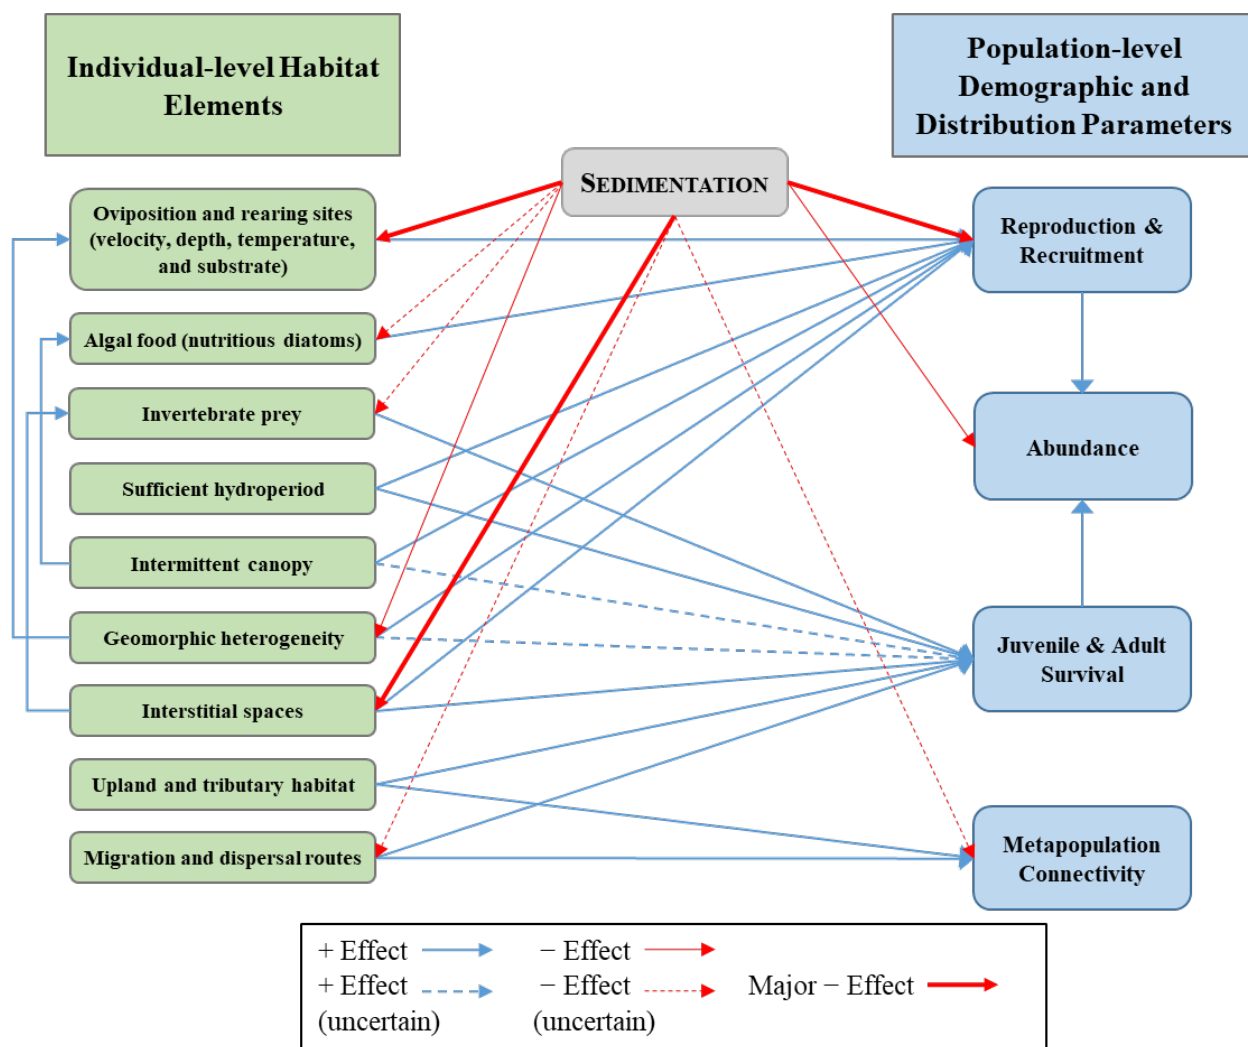 Individual-level Habitat
Elements
Population-level
Demographic and
Distribution Parameters
SEDIMENTATION
Oviposition and rearing sites
(velocity, depth, temperature,
and substrate)
Algal food (nutritious diatoms)
Invertebrate prey
Sufficient hydroperiod
Intermittent canopy
Geomorphic heterogeneity
Interstitial spaces
Upland and tributary habitat
Migration and dispersal routes
Reproduction &
Recruitment
Abundance
Juvenile & Adult
Survival
Metapopulation
Connectivity
+ Effect
+ Effect
(uncertain)
− Effect
− Effect
(uncertain)
Major − Effect